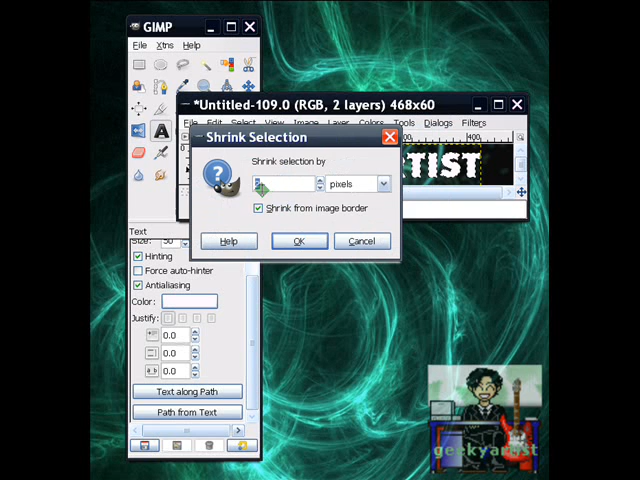 GIMP
File Xtns Help
*Untitled-109.0 (RGB, 2 layers) 468x60
File Edit Select View Image Layer Colors Tools Dialogs Filters
Shrink Selection
0
400
RTIST
Shrink selection by
pixels
Shrink from image border
Help OK Cancel
Text
Size: 50
Hinting
Force auto-hinter
Antialiasing
Color:
Justify:
0.0
0.0
0.0
Text along Path
Path from Text
geekyartist